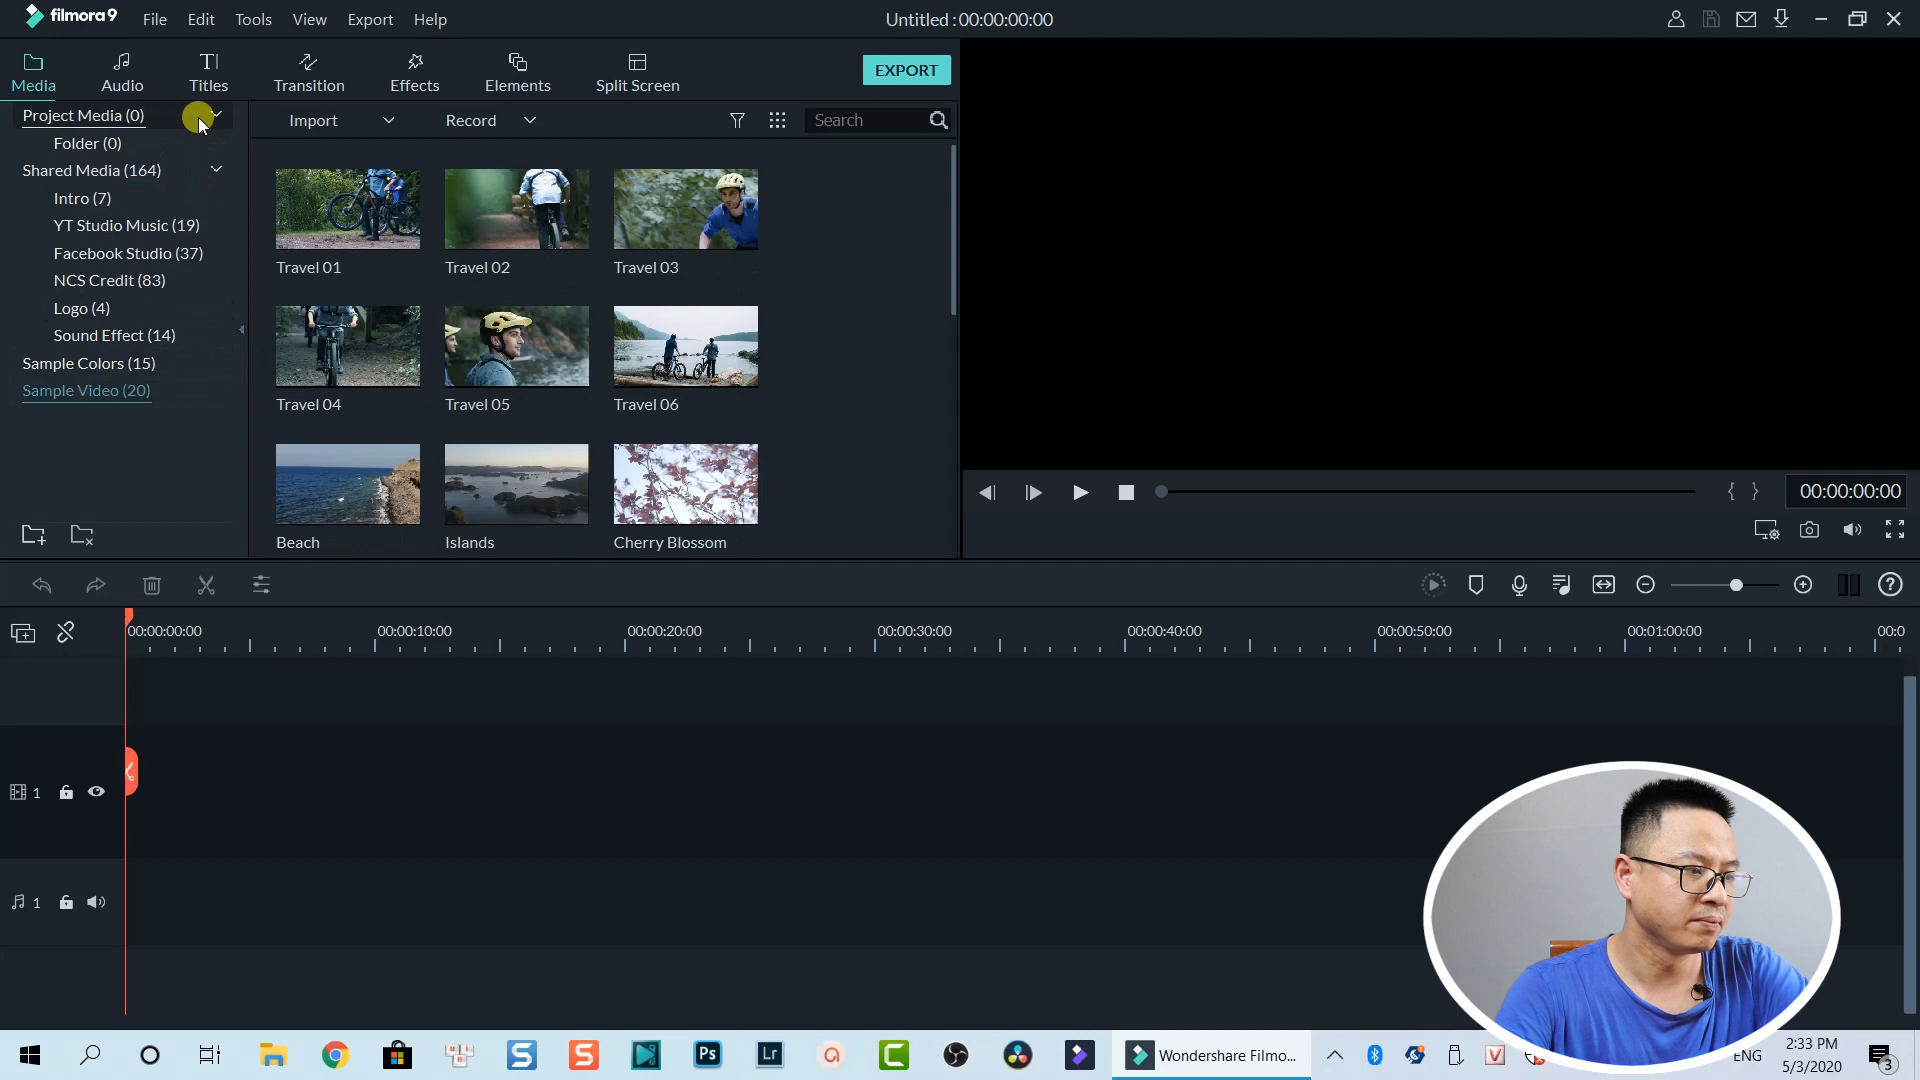 filmora9 File Edit Tools View Export Help Untitled : 00:00:00:00
Media Audio Titles Transition Effects Elements Split Screen EXPORT
Project Media (0)
Folder (0)
Shared Media (164)
Intro (7)
YT Studio Music (19)
Facebook Studio (37)
NCS Credit (83)
Logo (4)
Sound Effect (14)
Sample Colors (15)
Sample Video (20)
Import Record Search
Travel 01 Travel 02 Travel 03
Travel 04 Travel 05 Travel 06
Beach Islands Cherry Blossom
{ } 00:00:00:00
00:00:00:00 00:00:10:00 00:00:20:00 00:00:30:00 00:00:40:00 00:00:50:00 00:01:00:00 00:0
1
1
S S Ps Lr a C Wondershare Filmo... V ENG 2:33 PM
5/3/2020 3